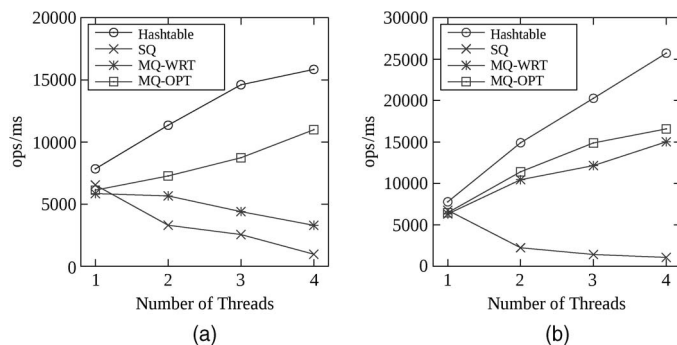 20000
15000
10000
5000
0
ops/ms
Hashtable
SQ
MQ-WRT
MQ-OPT
1 2 3 4
Number of Threads
(a)
30000
25000
20000
15000
10000
5000
0
ops/ms
Hashtable
SQ
MQ-WRT
MQ-OPT
1 2 3 4
Number of Threads
(b)